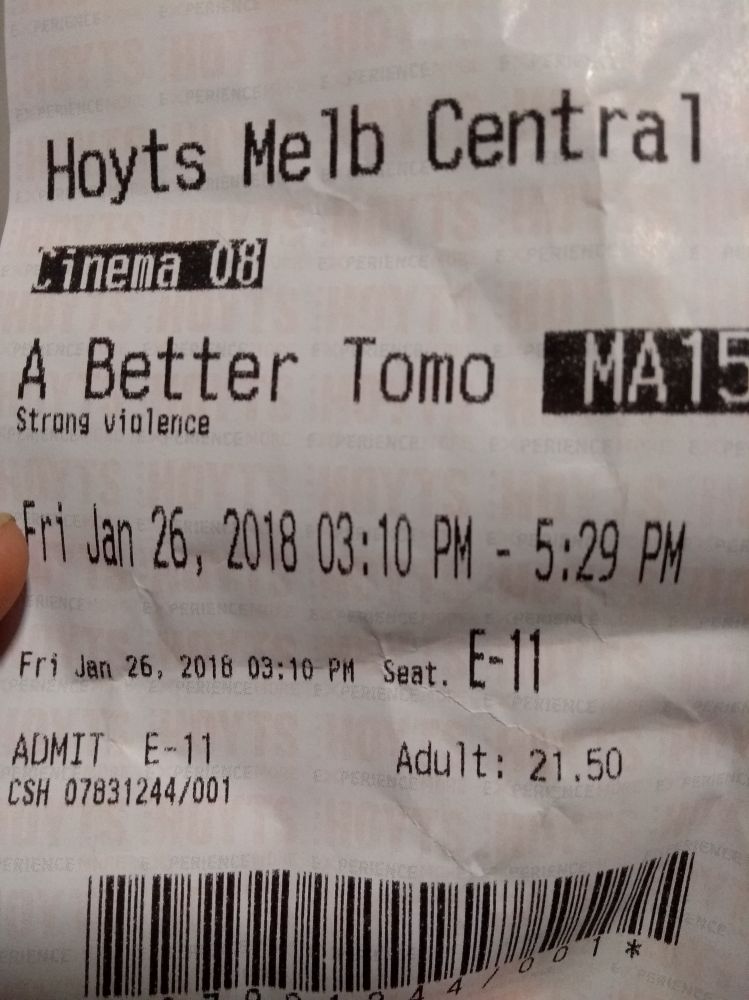 Hoyts Melb Central
Cinema 08
A Better Tomo MA15
Strong violence
Fri Jan 26, 2018 03:10 PM - 5:29 PM
Fri Jan 26, 2018 03:10 PM Seat. E-11
ADMIT E-11 Adult: 21.50
CSH 07831244/001